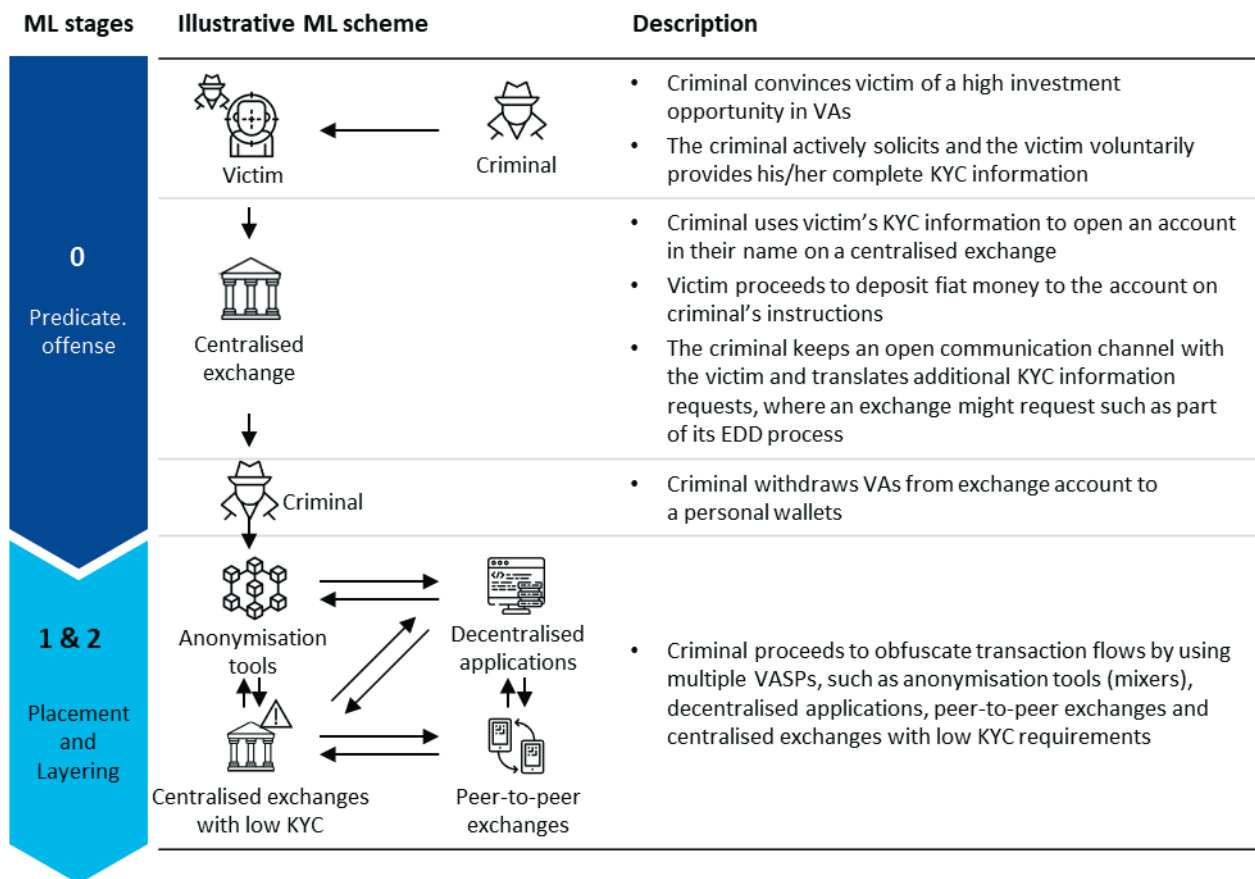 ML stages
Illustrative ML scheme
Description
0
Predicate.
offense
Victim
Criminal
• Criminal convinces victim of a high investment
opportunity in VAs
• The criminal actively solicits and the victim voluntarily
provides his/her complete KYC information
Centralised
exchange
• Criminal uses victim’s KYC information to open an account
in their name on a centralised exchange
• Victim proceeds to deposit fiat money to the account on
criminal’s instructions
• The criminal keeps an open communication channel with
the victim and translates additional KYC information
requests, where an exchange might request such as part
of its EDD process
Criminal
• Criminal withdraws VAs from exchange account to
a personal wallets
1 & 2
Placement
and
Layering
Anonymisation
tools
Decentralised
applications
Centralised exchanges
with low KYC
Peer-to-peer
exchanges
• Criminal proceeds to obfuscate transaction flows by using
multiple VASPs, such as anonymisation tools (mixers),
decentralised applications, peer-to-peer exchanges and
centralised exchanges with low KYC requirements